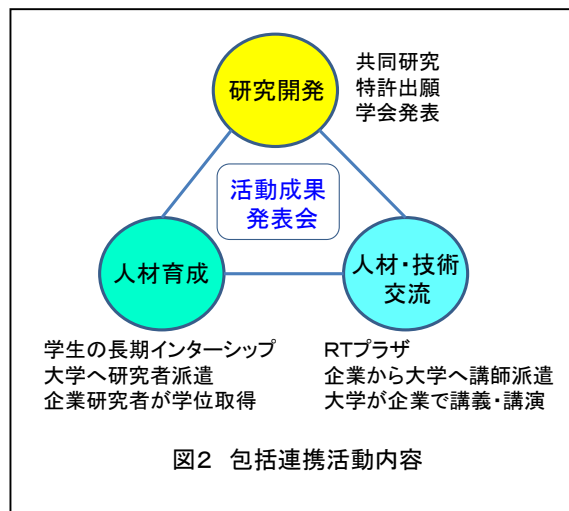 研究開発
共同研究
特許出願
学会発表
活動成果
発表会
人材育成
人材・技術
交流
学生の長期インターシップ
大学へ研究者派遣
企業研究者が学位取得
RTプラザ
企業から大学へ講師派遣
大学が企業で講義・講演
図2 包括連携活動内容